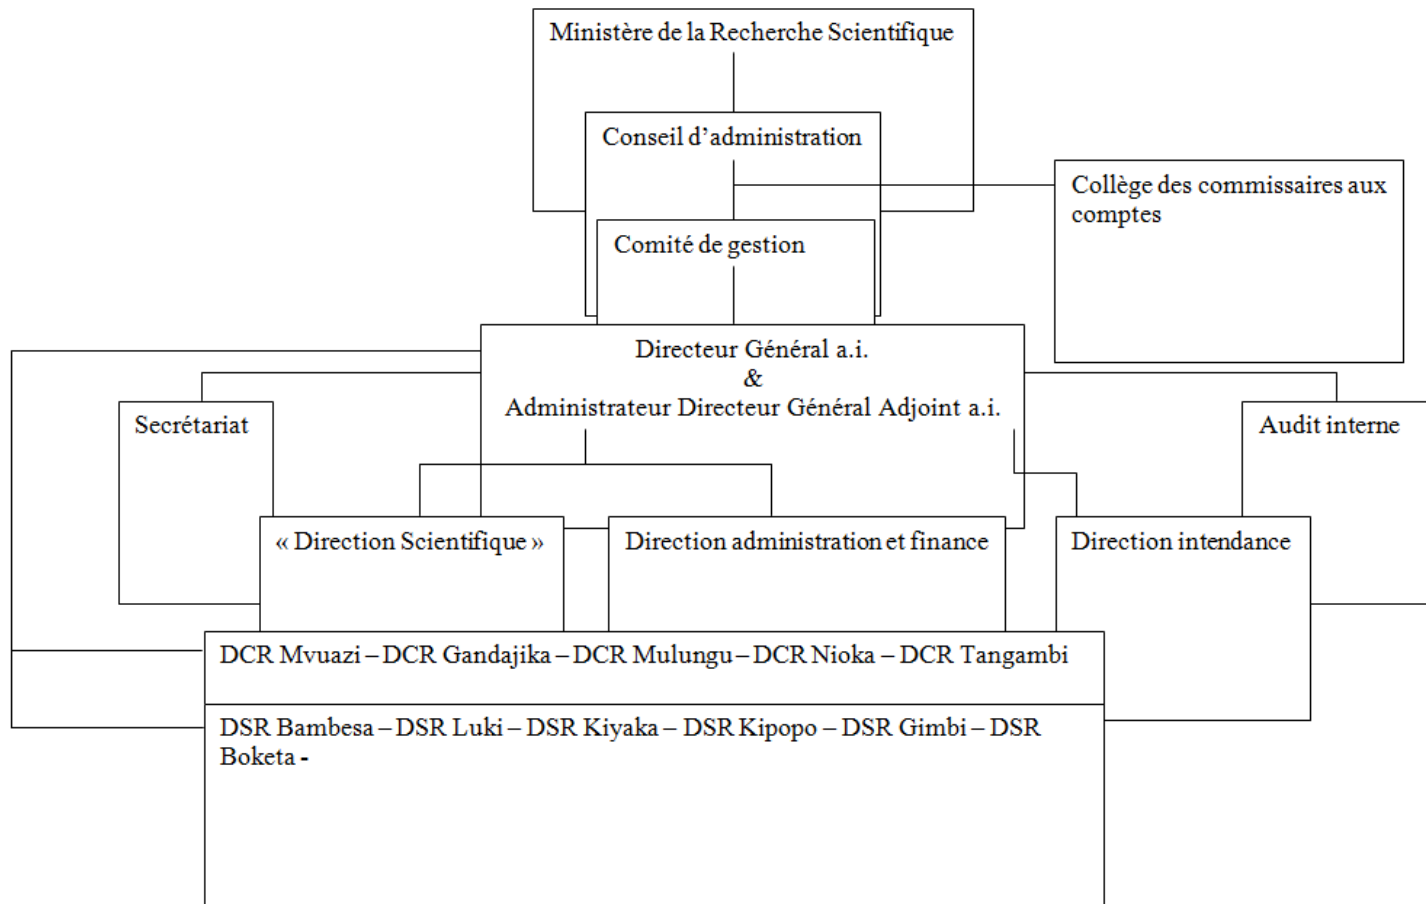 Ministère de la Recherche Scientifique
Conseil d’administration
Collège des commissaires aux
comptes
Comité de gestion
Directeur Général a.i.
&
Administrateur Directeur Général Adjoint a.i.
Secrétariat
Audit interne
« Direction Scientifique »
Direction administration et finance
Direction intendance
DCR Mvuazi – DCR Gandajika – DCR Mulungu – DCR Nioka – DCR Tangambi
DSR Bambesa – DSR Luki – DSR Kiyaka – DSR Kipopo – DSR Gimbi – DSR
Boketa -